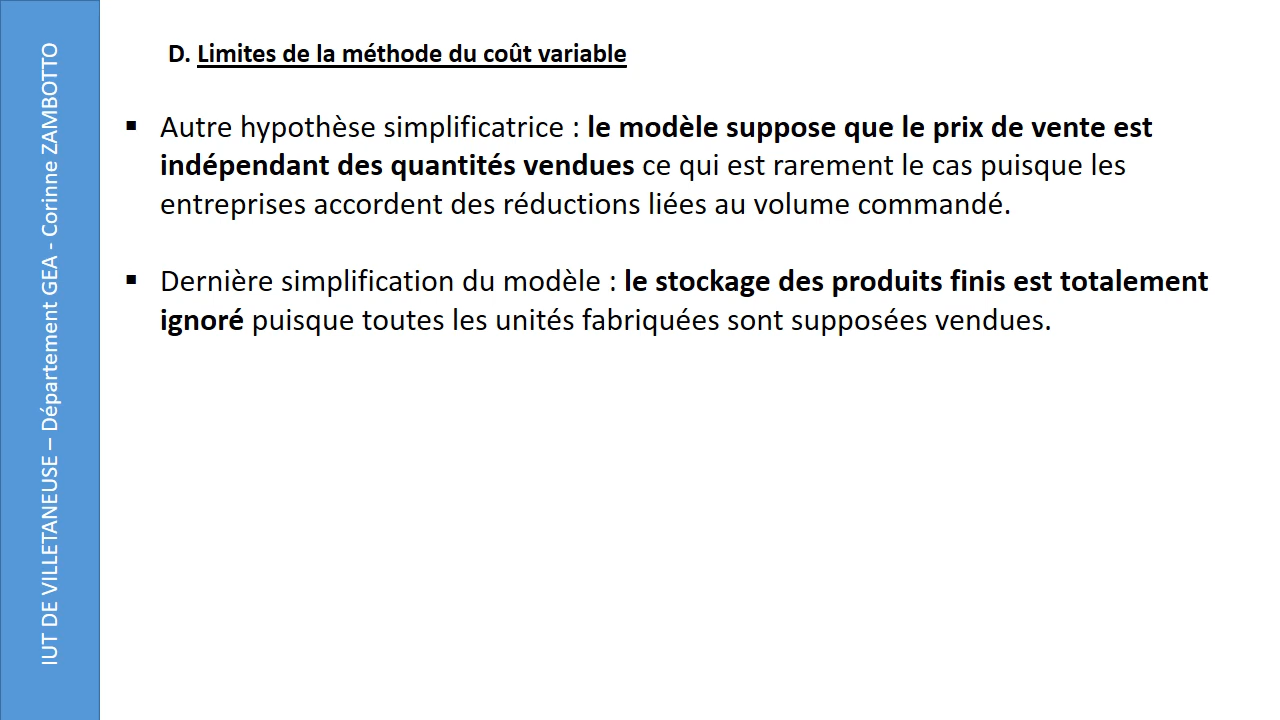 D. Limites de la méthode du coût variable
▪ Autre hypothèse simplificatrice : le modèle suppose que le prix de vente est
indépendant des quantités vendues ce qui est rarement le cas puisque les
entreprises accordent des réductions liées au volume commandé.
▪ Dernière simplification du modèle : le stockage des produits finis est totalement
ignoré puisque toutes les unités fabriquées sont supposées vendues.
IUT DE VILLETANEUSE – Département GEA - Corinne ZAMBOTTO